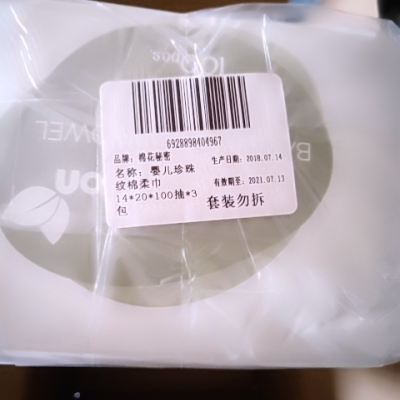 6928898404967
品牌：棉花秘密
生产日期：2018.07.14
名称：婴儿珍珠
纹棉柔巾
有效期至：2021.07.13
14*20*100抽*3
包
套装勿拆